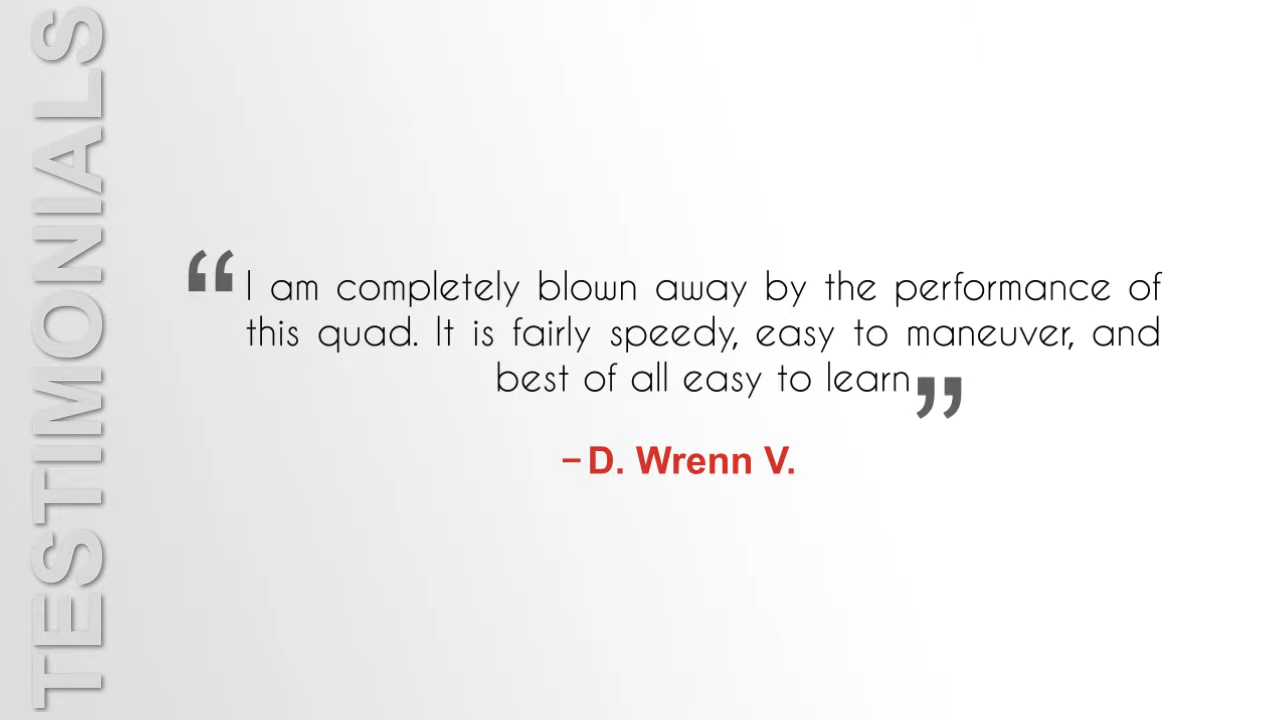 TESTIMONIALS
“I am completely blown away by the performance of
this quad. It is fairly speedy, easy to maneuver, and
best of all easy to learn”
– D. Wrenn V.